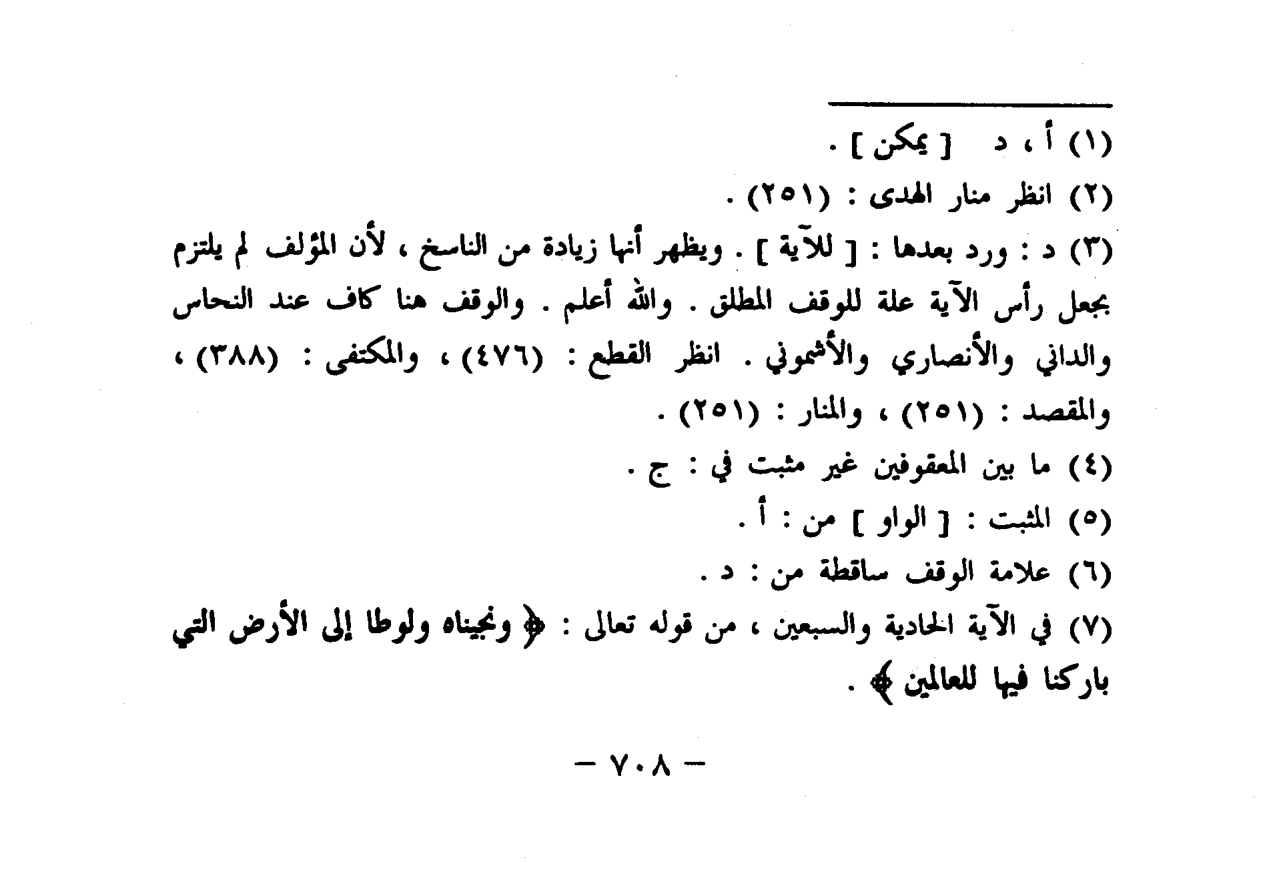 (١) أ ، د [ يمكن ] .
(٢) انظر منار الهدى : (٢٥١) .
(٣) د : ورد بعدها : [ للآية ] . ويظهر أنها زيادة من الناسخ ، لأن المؤلف لم يلتزم
بجعل رأس الآية علة للوقف المطلق . والله أعلم . والوقف هنا كاف عند النحاس
والداني والأنصاري والأشموني . انظر القطع : (٤٧٦) ، والمكتفى : (٣٨٨) ،
والمقصد : (٢٥١) ، والمنار : (٢٥١) .
(٤) ما بين المعقوفين غير مثبت في : ج .
(٥) المثبت : [ الواو ] من : أ .
(٦) علامة الوقف ساقطة من : د .
(٧) في الآية الحادية والسبعين ، من قوله تعالى : ﴿ ونجيناه ولوطا إلى الأرض التي
باركنا فيها للعالمين ﴾ .
– ٧٠٨ –